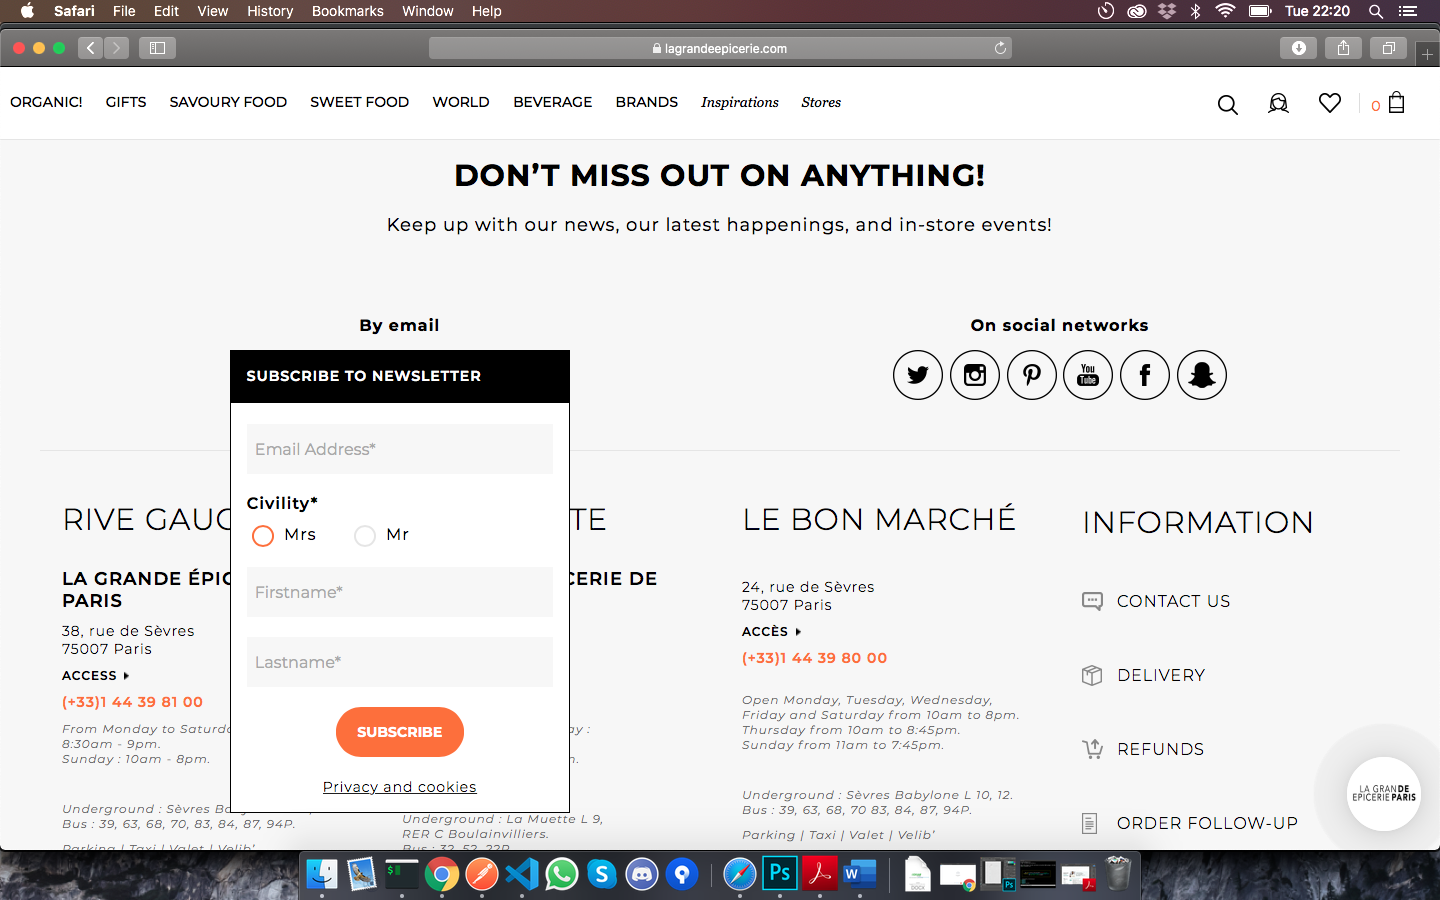 Safari File Edit View History Bookmarks Window Help
Tue 22:20
lagrandeepicerie.com
ORGANIC! GIFTS SAVOURY FOOD SWEET FOOD WORLD BEVERAGE BRANDS Inspirations Stores
0
DON’T MISS OUT ON ANYTHING!
Keep up with our news, our latest happenings, and in-store events!
By email
SUBSCRIBE TO NEWSLETTER
Email Address*
Civility*
Mrs Mr
Firstname*
Lastname*
SUBSCRIBE
Privacy and cookies
On social networks
You
Tube
RIVE
LA GRANDE
PARIS
38, rue de Sèvres
75007 Paris
ACCESS
(+33)1 44 39 81 00
From Monday to
8:30am - 9pm.
Sunday : 10am - 8pm.
Underground : Sèvres
Bus : 39, 63, 68, 70, 83, 84, 87, 94P.
Parking | Taxi | Valet | Velib’
DE
Underground : La Muette L 9,
RER C Boulainvilliers.
Bus : 32, 52, 22P
LE BON MARCHÉ
24, rue de Sèvres
75007 Paris
ACCÈS
(+33)1 44 39 80 00
Open Monday, Tuesday, Wednesday,
Friday and Saturday from 10am to 8pm.
Thursday from 10am to 8:45pm.
Sunday from 11am to 7:45pm.
Underground : Sèvres Babylone L 10, 12.
Bus : 39, 63, 68, 70 83, 84, 87, 94P.
Parking | Taxi | Valet | Velib’
INFORMATION
CONTACT US
DELIVERY
REFUNDS
ORDER FOLLOW-UP
LA GRANDE
EPICERIE PARIS
Ps
W
DOCX